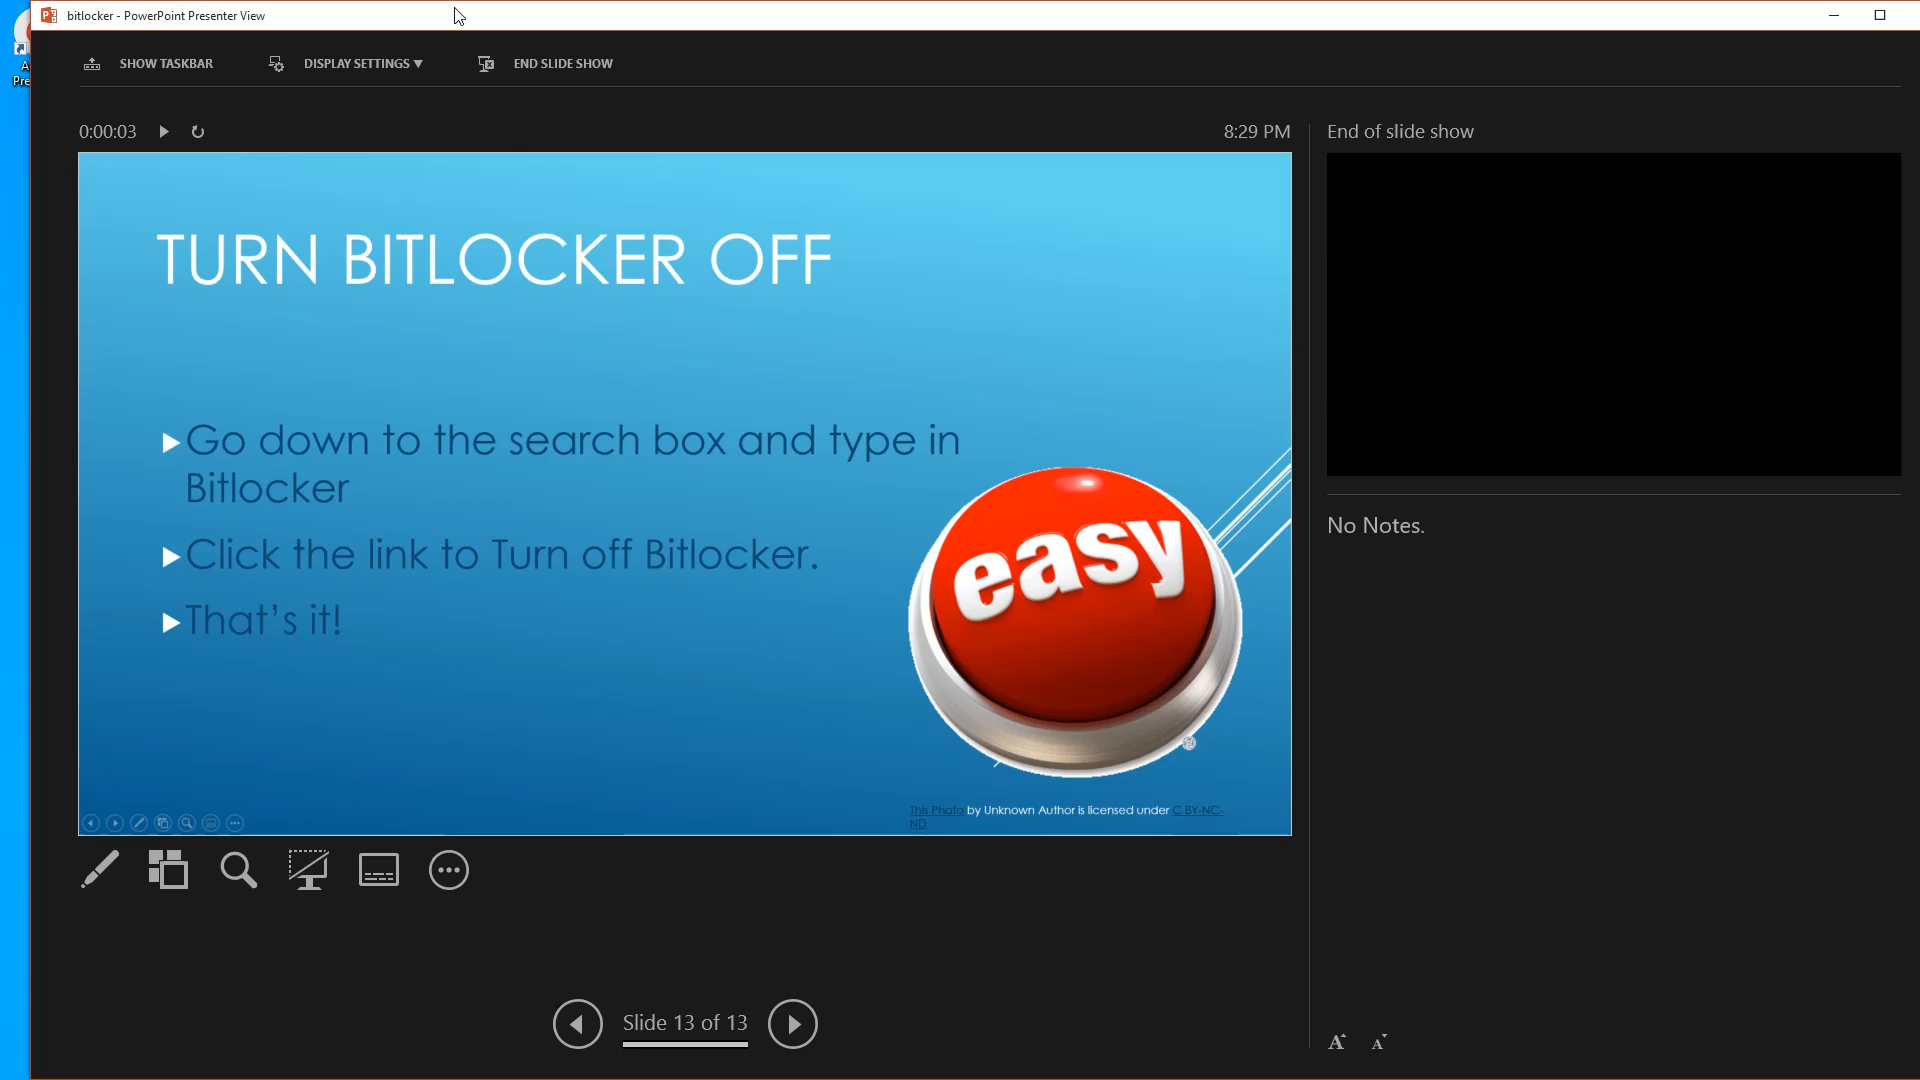 bitlocker - PowerPoint Presenter View
A
Pre
SHOW TASKBAR
DISPLAY SETTINGS ▼
END SLIDE SHOW
0:00:03
8:29 PM
End of slide show
TURN BITLOCKER OFF
Go down to the search box and type in
Bitlocker
Click the link to Turn off Bitlocker.
That's it!
easy
This Photo by Unknown Author is licensed under C BY-NC-
ND
No Notes.
Slide 13 of 13
A
A